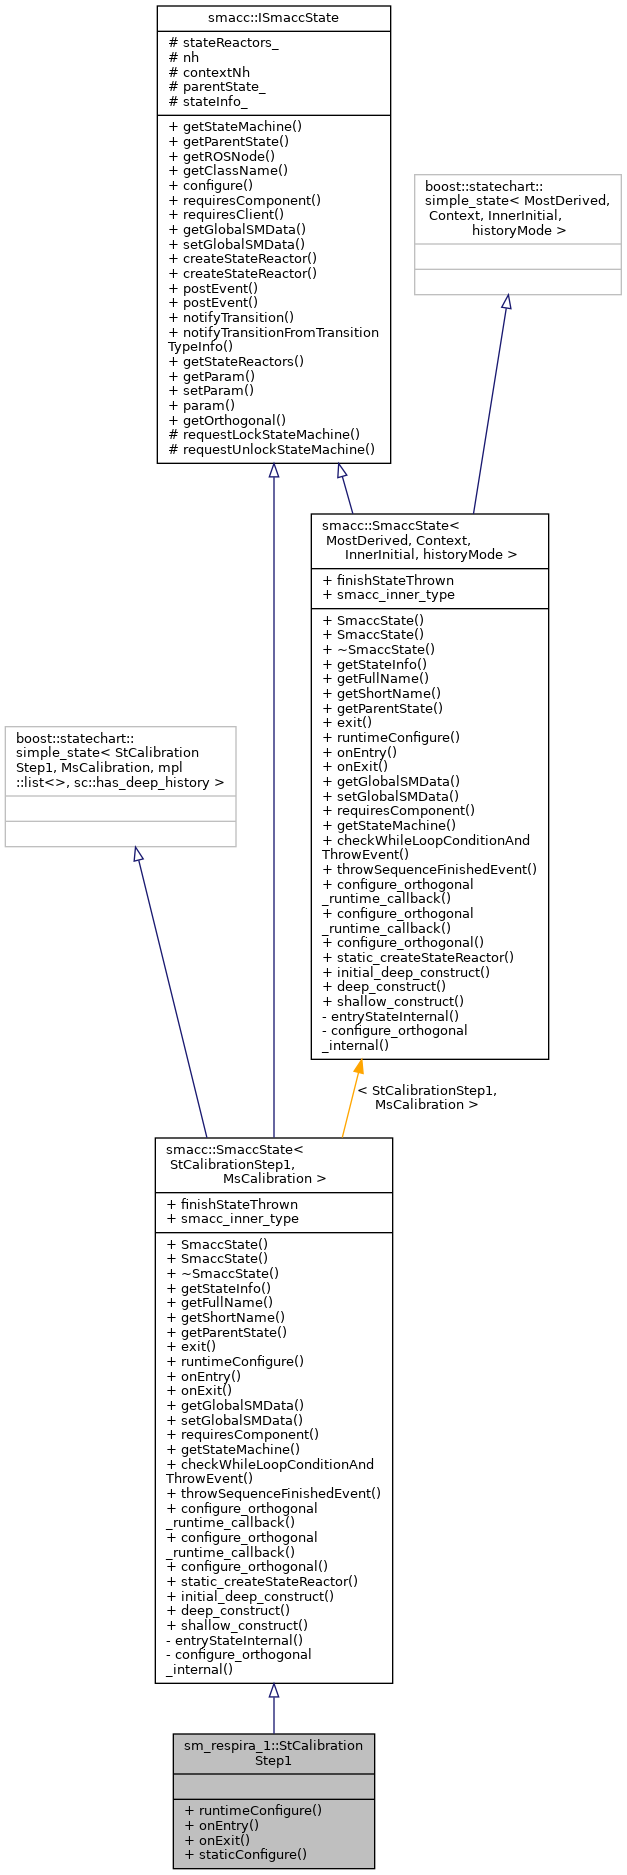 smacc::ISmaccState
# stateReactors_
# nh
# contextNh
# parentState_
# stateInfo_
+ getStateMachine()
+ getParentState()
+ getROSNode()
+ getClassName()
+ configure()
+ requiresComponent()
+ requiresClient()
+ getGlobalSMData()
+ setGlobalSMData()
+ createStateReactor()
+ createStateReactor()
+ postEvent()
+ postEvent()
+ notifyTransition()
+ notifyTransitionFromTransition
TypeInfo()
+ getStateReactors()
+ getParam()
+ setParam()
+ param()
+ getOrthogonal()
# requestLockStateMachine()
# requestUnlockStateMachine()
boost::statechart::
simple_state< MostDerived,
Context, InnerInitial,
historyMode >
smacc::SmaccState<
MostDerived, Context,
InnerInitial, historyMode >
+ finishStateThrown
+ smacc_inner_type
+ SmaccState()
+ SmaccState()
+ ~SmaccState()
+ getStateInfo()
+ getFullName()
+ getShortName()
+ getParentState()
+ exit()
+ runtimeConfigure()
+ onEntry()
+ onExit()
+ getGlobalSMData()
+ setGlobalSMData()
+ requiresComponent()
+ getStateMachine()
+ checkWhileLoopConditionAnd
ThrowEvent()
+ throwSequenceFinishedEvent()
+ configure_orthogonal
_runtime_callback()
+ configure_orthogonal
_runtime_callback()
+ configure_orthogonal()
+ static_createStateReactor()
+ initial_deep_construct()
+ deep_construct()
+ shallow_construct()
- entryStateInternal()
- configure_orthogonal
_internal()
boost::statechart::
simple_state< StCalibration
Step1, MsCalibration, mpl
::list<>, sc::has_deep_history >
< StCalibrationStep1,
MsCalibration >
smacc::SmaccState<
StCalibrationStep1,
MsCalibration >
+ finishStateThrown
+ smacc_inner_type
+ SmaccState()
+ SmaccState()
+ ~SmaccState()
+ getStateInfo()
+ getFullName()
+ getShortName()
+ getParentState()
+ exit()
+ runtimeConfigure()
+ onEntry()
+ onExit()
+ getGlobalSMData()
+ setGlobalSMData()
+ requiresComponent()
+ getStateMachine()
+ checkWhileLoopConditionAnd
ThrowEvent()
+ throwSequenceFinishedEvent()
+ configure_orthogonal
_runtime_callback()
+ configure_orthogonal
_runtime_callback()
+ configure_orthogonal()
+ static_createStateReactor()
+ initial_deep_construct()
+ deep_construct()
+ shallow_construct()
- entryStateInternal()
- configure_orthogonal
_internal()
sm_respira_1::StCalibration
Step1
+ runtimeConfigure()
+ onEntry()
+ onExit()
+ staticConfigure()